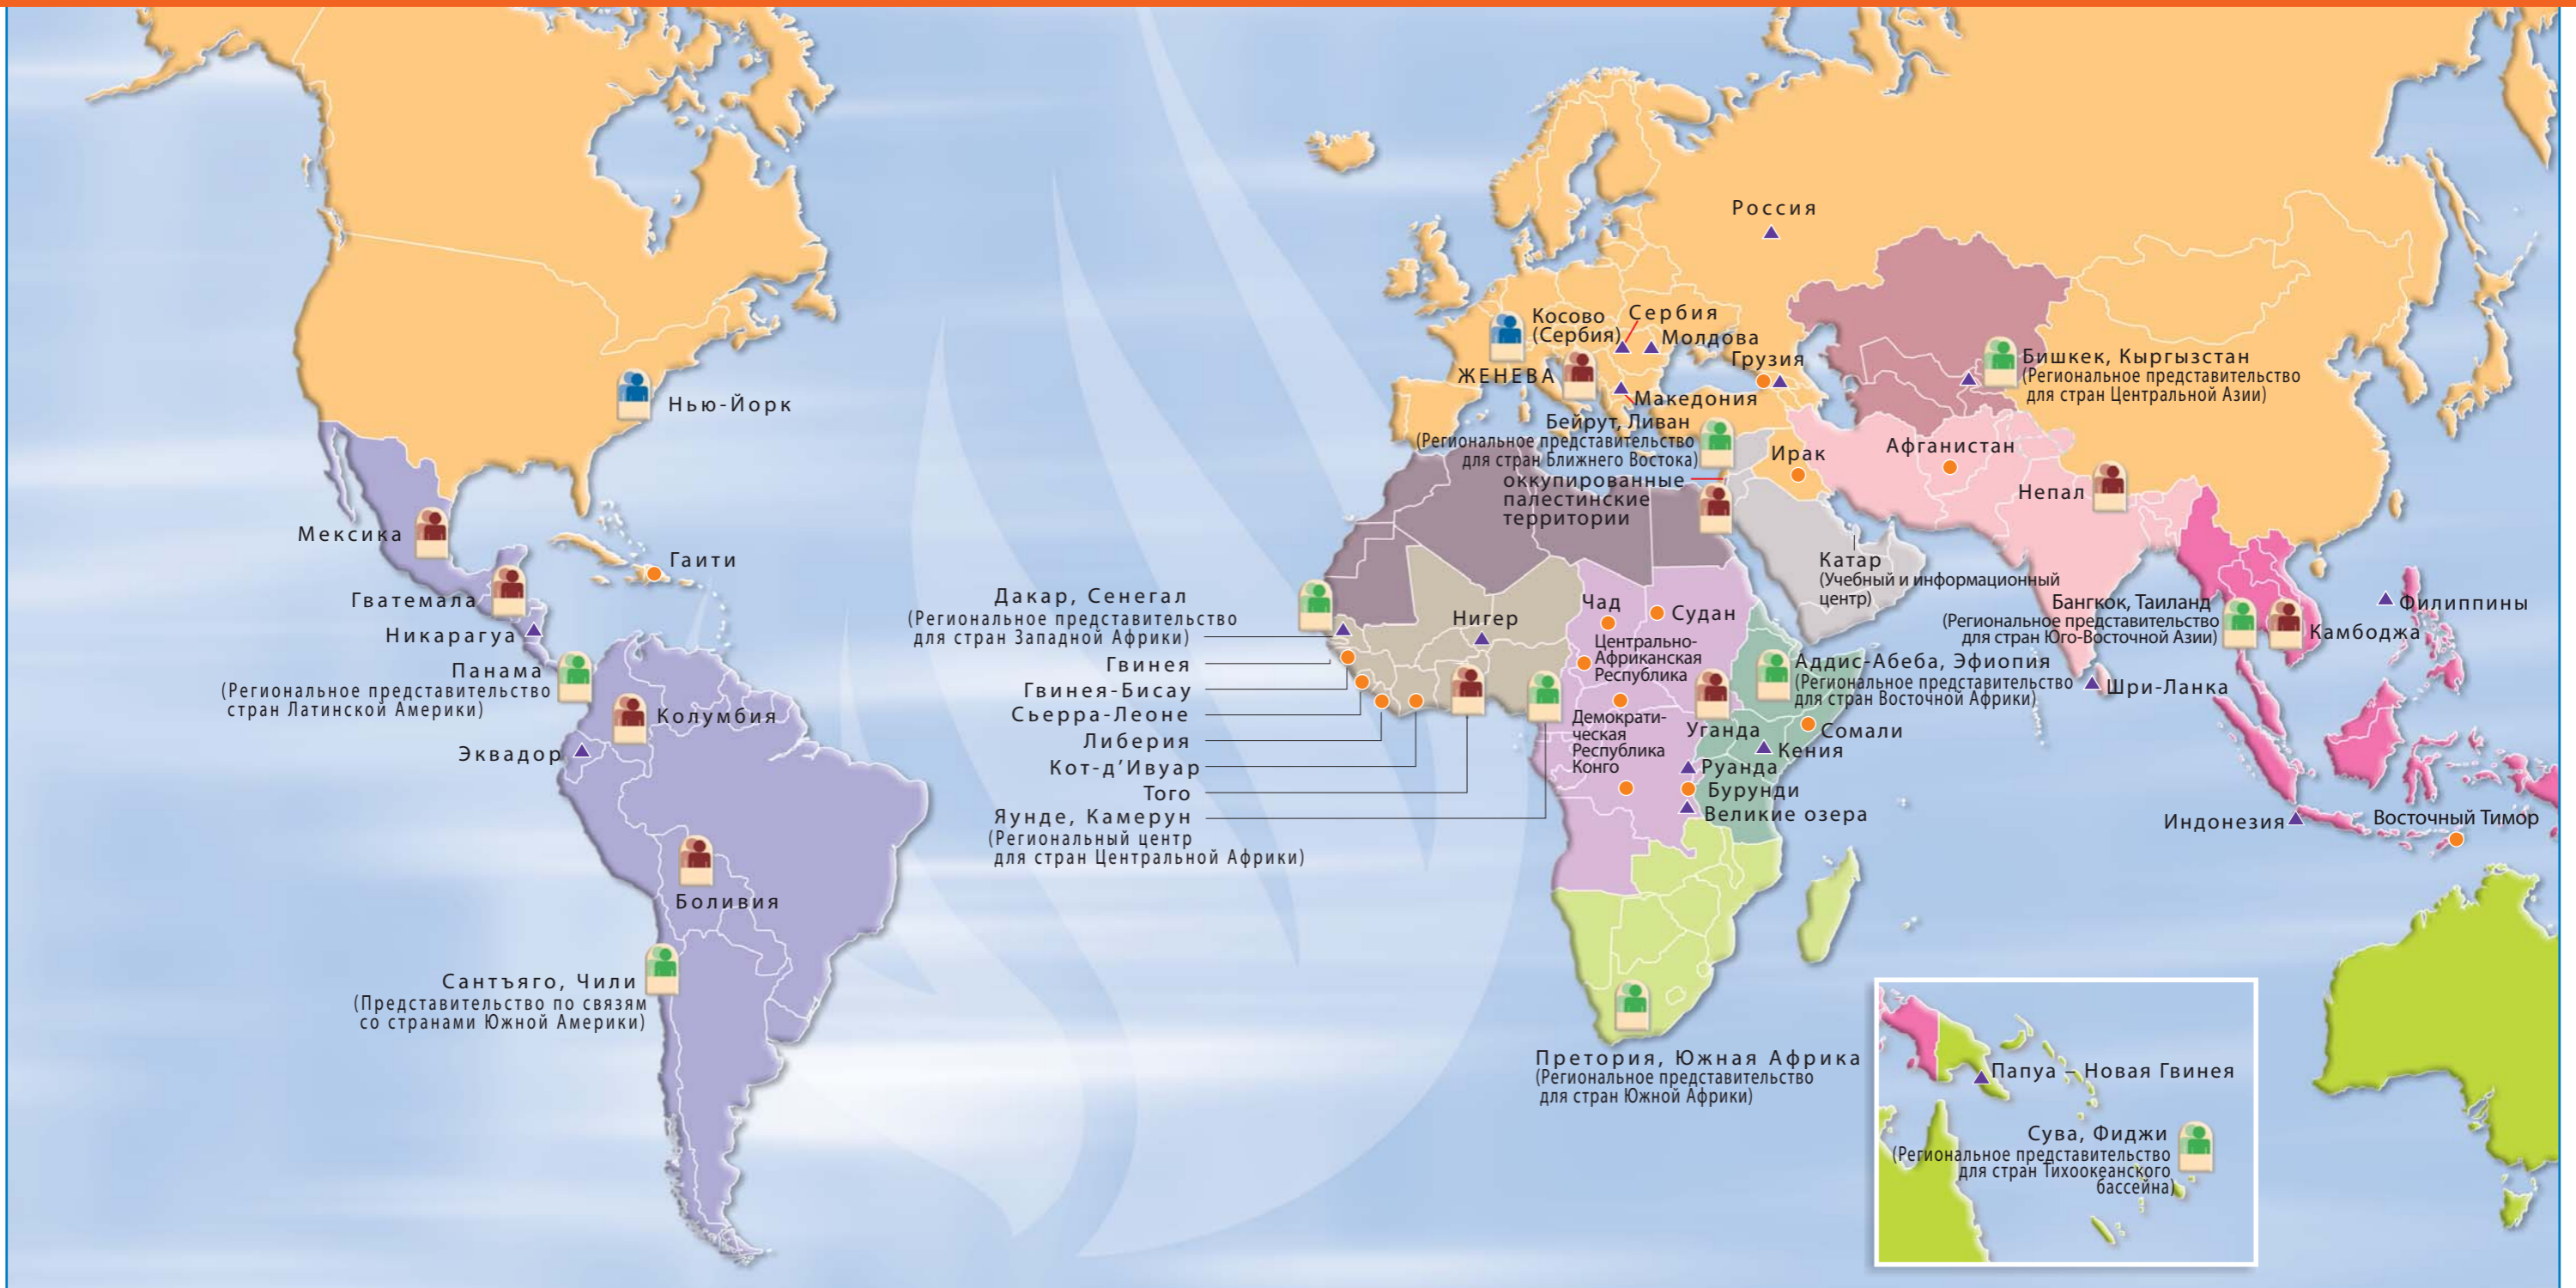 Россия
Косово
(Сербия)
Сербия
Молдова
Грузия
ЖЕНЕВА
Македония
Бишкек, Кыргызстан
(Региональное представительство
для стран Центральной Азии)
Нью-Йорк
Бейрут, Ливан
(Региональное представительство
для стран Ближнего Востока)
Ирак
Афганистан
оккупированные
палестинские
территории
Непал
Мексика
Гаити
Гватемала
Никарагуа
Панама
(Региональное представительство
стран Латинской Америки)
Колумбия
Эквадор
Боливия
Сантъяго, Чили
(Представительство по связям
со странами Южной Америки)
Дакар, Сенегал
(Региональное представительство
для стран Западной Африки)
Гвинея
Гвинея-Бисау
Сьерра-Леоне
Либерия
Кот-д’Ивуар
Того
Яунде, Камерун
(Региональный центр
для стран Центральной Африки)
Нигер
Чад
Судан
Центрально-
Африканская
Республика
Демократи-
ческая
Республика
Конго
Уганда
Аддис-Абеба, Эфиопия
(Региональное представительство
для стран Восточной Африки)
Сомали
Кения
Руанда
Бурунди
Великие озера
Катар
(Учебный и информационный
центр)
Бангкок, Таиланд
(Региональное представительство
для стран Юго-Восточной Азии)
Камбоджа
Филиппины
Шри-Ланка
Индонезия
Восточный Тимор
Претория, Южная Африка
(Региональное представительство
для стран Южной Африки)
Папуа – Новая Гвинея
Сува, Фиджи
(Региональное представительство
для стран Тихоокеанского
бассейна)